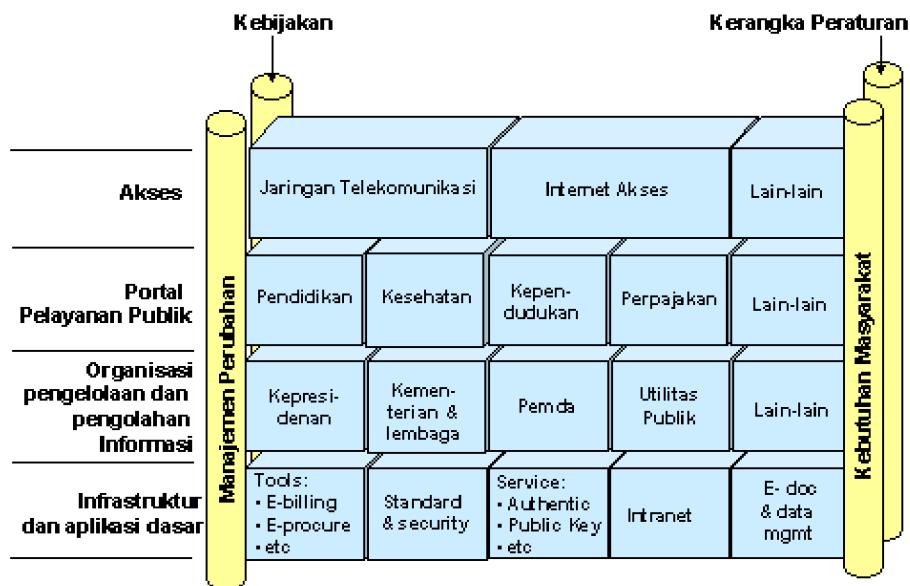 Kebijakan
Kerangka Peraturan
Manajemen Perubahan
Kebutuhan Masyarakat
Akses
Jaringan Telekomunikasi
Internet Akses
Lain-lain
Portal
Pelayanan Publik
Pendidikan
Kesehatan
Kepen-
dudukan
Perpajakan
Lain-lain
Organisasi
pengelolaan dan
pengolahan
Informasi
Kepresi-
denan
Kemen-
terian &
lembaga
Pemda
Utilitas
Publik
Lain-lain
Infrastruktur
dan aplikasi dasar
Tools:
• E-billing
• E-procure
• etc
Standard
& security
Service:
• Authentic
• Public Key
• etc
Intranet
E- doc
& data
mgmt